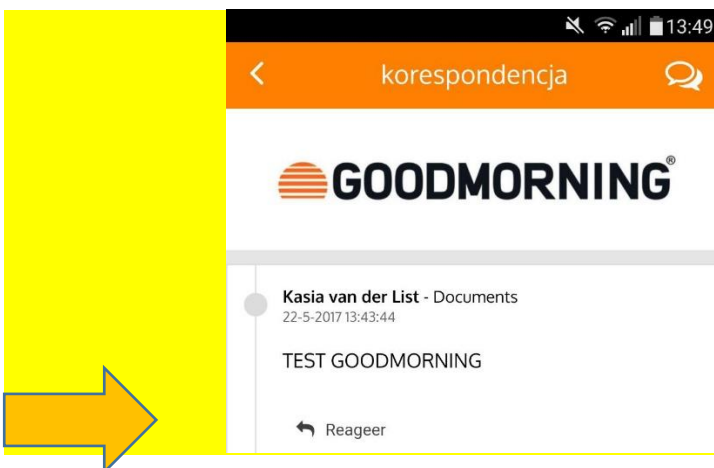 13:49
korespondencja
GOODMORNING®
Kasia van der List - Documents
22-5-2017 13:43:44
TEST GOODMORNING
Reageer